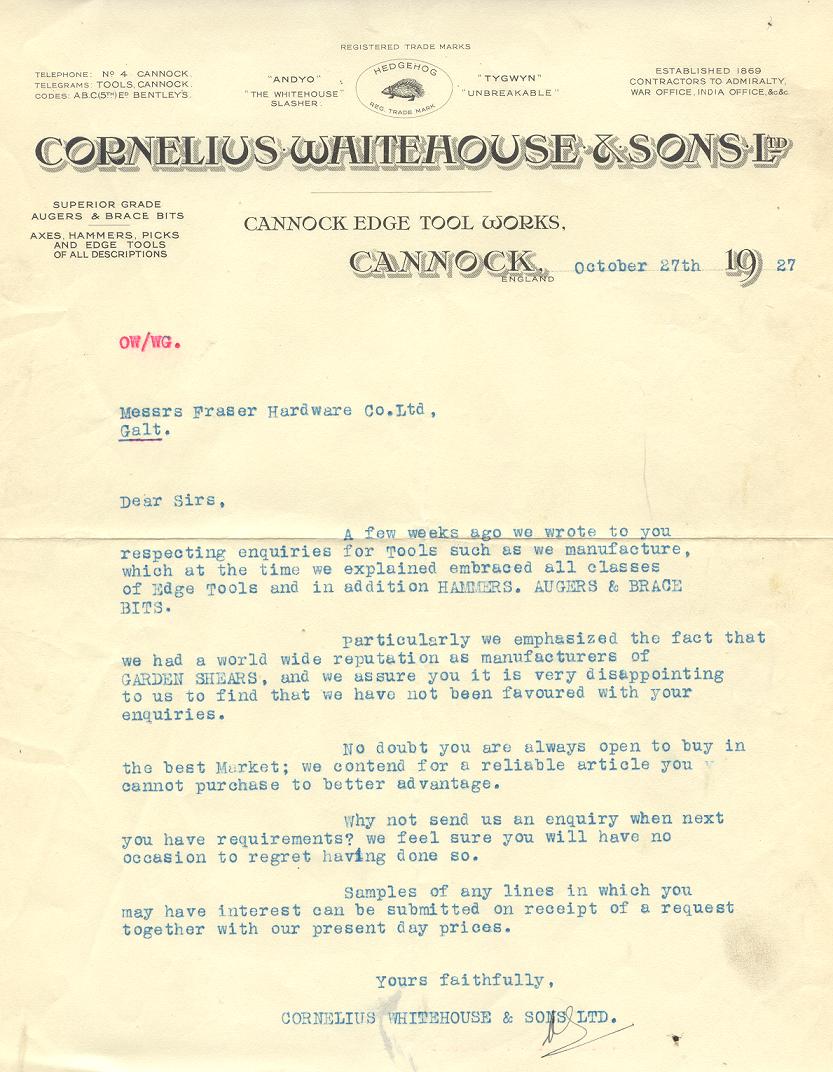 REGISTERED TRADE MARKS
TELEPHONE: Nº 4 CANNOCK.
TELEGRAMS: TOOLS, CANNOCK.
CODES: A.B.C.(5TH) ED BENTLEY'S.
"ANDYO"
"THE WHITEHOUSE"
SLASHER.
HEDGEHOG
REG. TRADE MARK
"TYGWYN"
"UNBREAKABLE"
ESTABLISHED 1869
CONTRACTORS TO ADMIRALTY,
WAR OFFICE, INDIA OFFICE, &c&c.
CORNELIUS·WHITEHOUSE·&·SONS·LTD
SUPERIOR GRADE
AUGERS & BRACE BITS
AXES, HAMMERS, PICKS
AND EDGE TOOLS
OF ALL DESCRIPTIONS
CANNOCK EDGE TOOL WORKS,
CANNOCK, October 27th 19 27
ENGLAND
OW/WG.
Messrs Fraser Hardware Co.Ltd,
Galt.
Dear Sirs,
A few weeks ago we wrote to you
respecting enquiries for Tools such as we manufacture,
which at the time we explained embraced all classes
of Edge Tools and in addition HAMMERS. AUGERS & BRACE
BITS.
Particularly we emphasized the fact that
we had a world wide reputation as manufacturers of
GARDEN SHEARS, and we assure you it is very disappointing
to us to find that we have not been favoured with your
enquiries.
No doubt you are always open to buy in
the best Market; we contend for a reliable article you
cannot purchase to better advantage.
Why not send us an enquiry when next
you have requirements? we feel sure you will have no
occasion to regret having done so.
Samples of any lines in which you
may have interest can be submitted on receipt of a request
together with our present day prices.
Yours faithfully,
CORNELIUS WHITEHOUSE & SONS LTD.